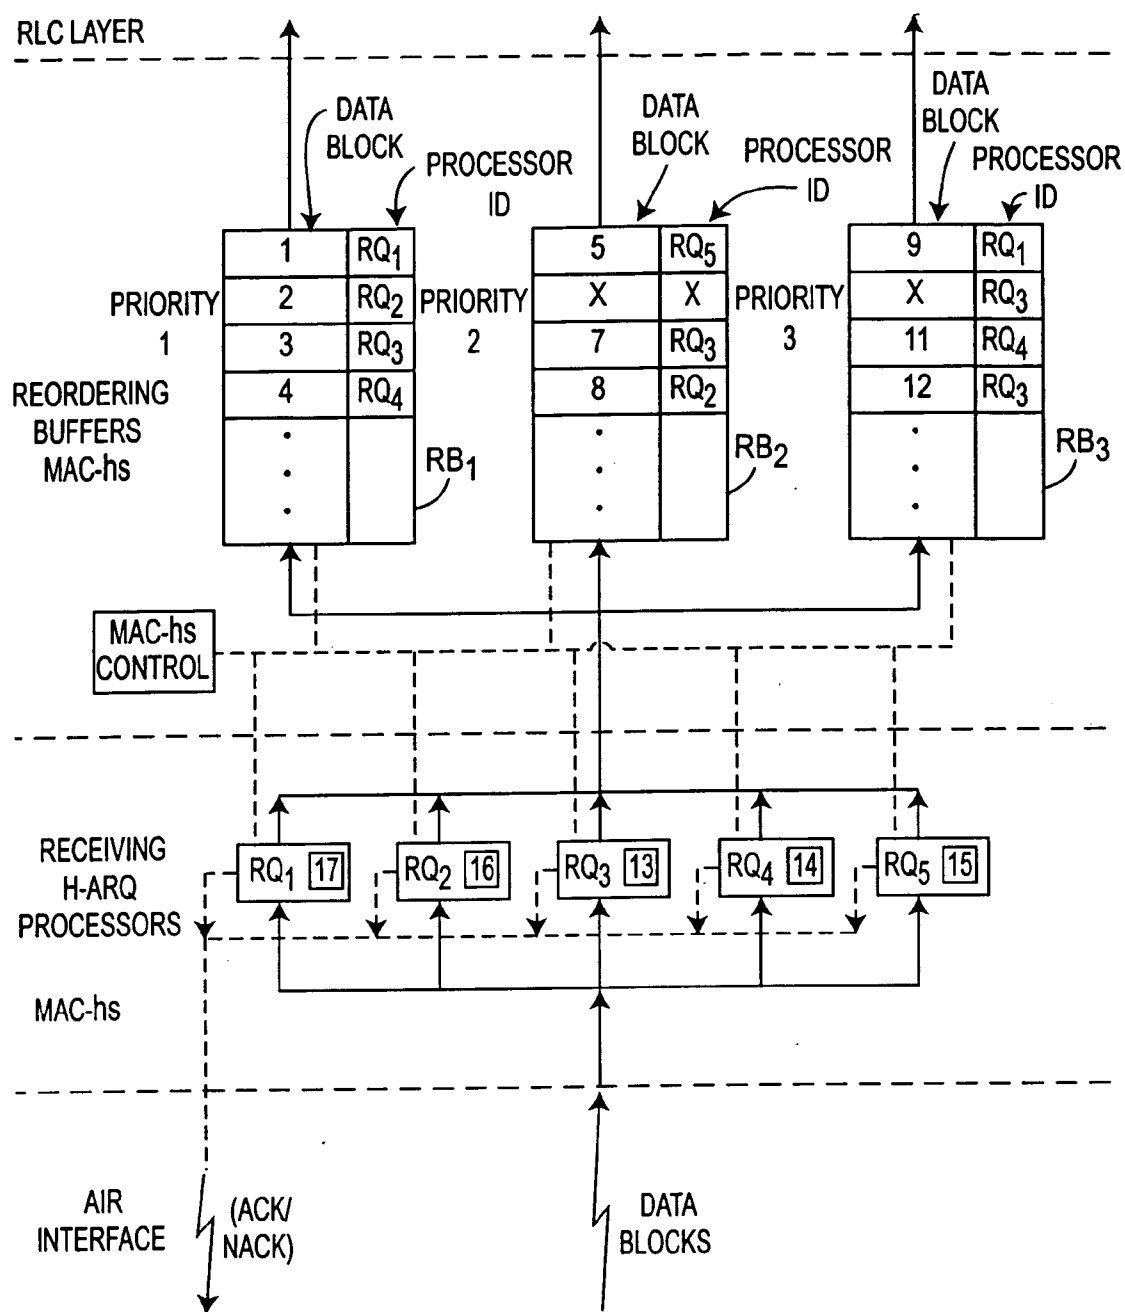 RLC LAYER
DATA
BLOCK
PROCESSOR
ID
DATA
BLOCK
PROCESSOR
ID
DATA
BLOCK
PROCESSOR
ID
PRIORITY
1
1 RQ1
2 RQ2
3 RQ3
4 RQ4
RB1
PRIORITY
2
5 RQ5
X X
7 RQ3
8 RQ2
RB2
PRIORITY
3
9 RQ1
X RQ3
11 RQ4
12 RQ3
RB3
REORDERING
BUFFERS
MAC-hs
MAC-hs
CONTROL
RECEIVING
H-ARQ
PROCESSORS
RQ1 17
RQ2 16
RQ3 13
RQ4 14
RQ5 15
MAC-hs
AIR
INTERFACE
(ACK/
NACK)
DATA
BLOCKS